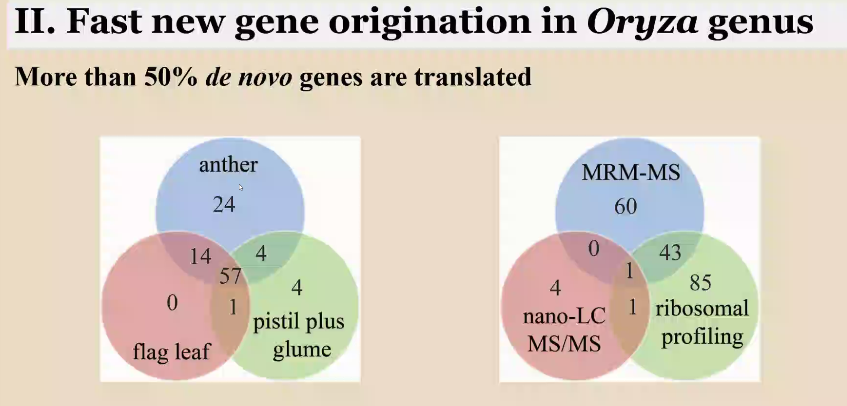 II. Fast new gene origination in Oryza genus
More than 50% de novo genes are translated
anther
24
14
4
57
4
0
1
pistil plus
glume
flag leaf
MRM-MS
60
0
43
1
4
85
nano-LC
MS/MS
1
ribosomal
profiling